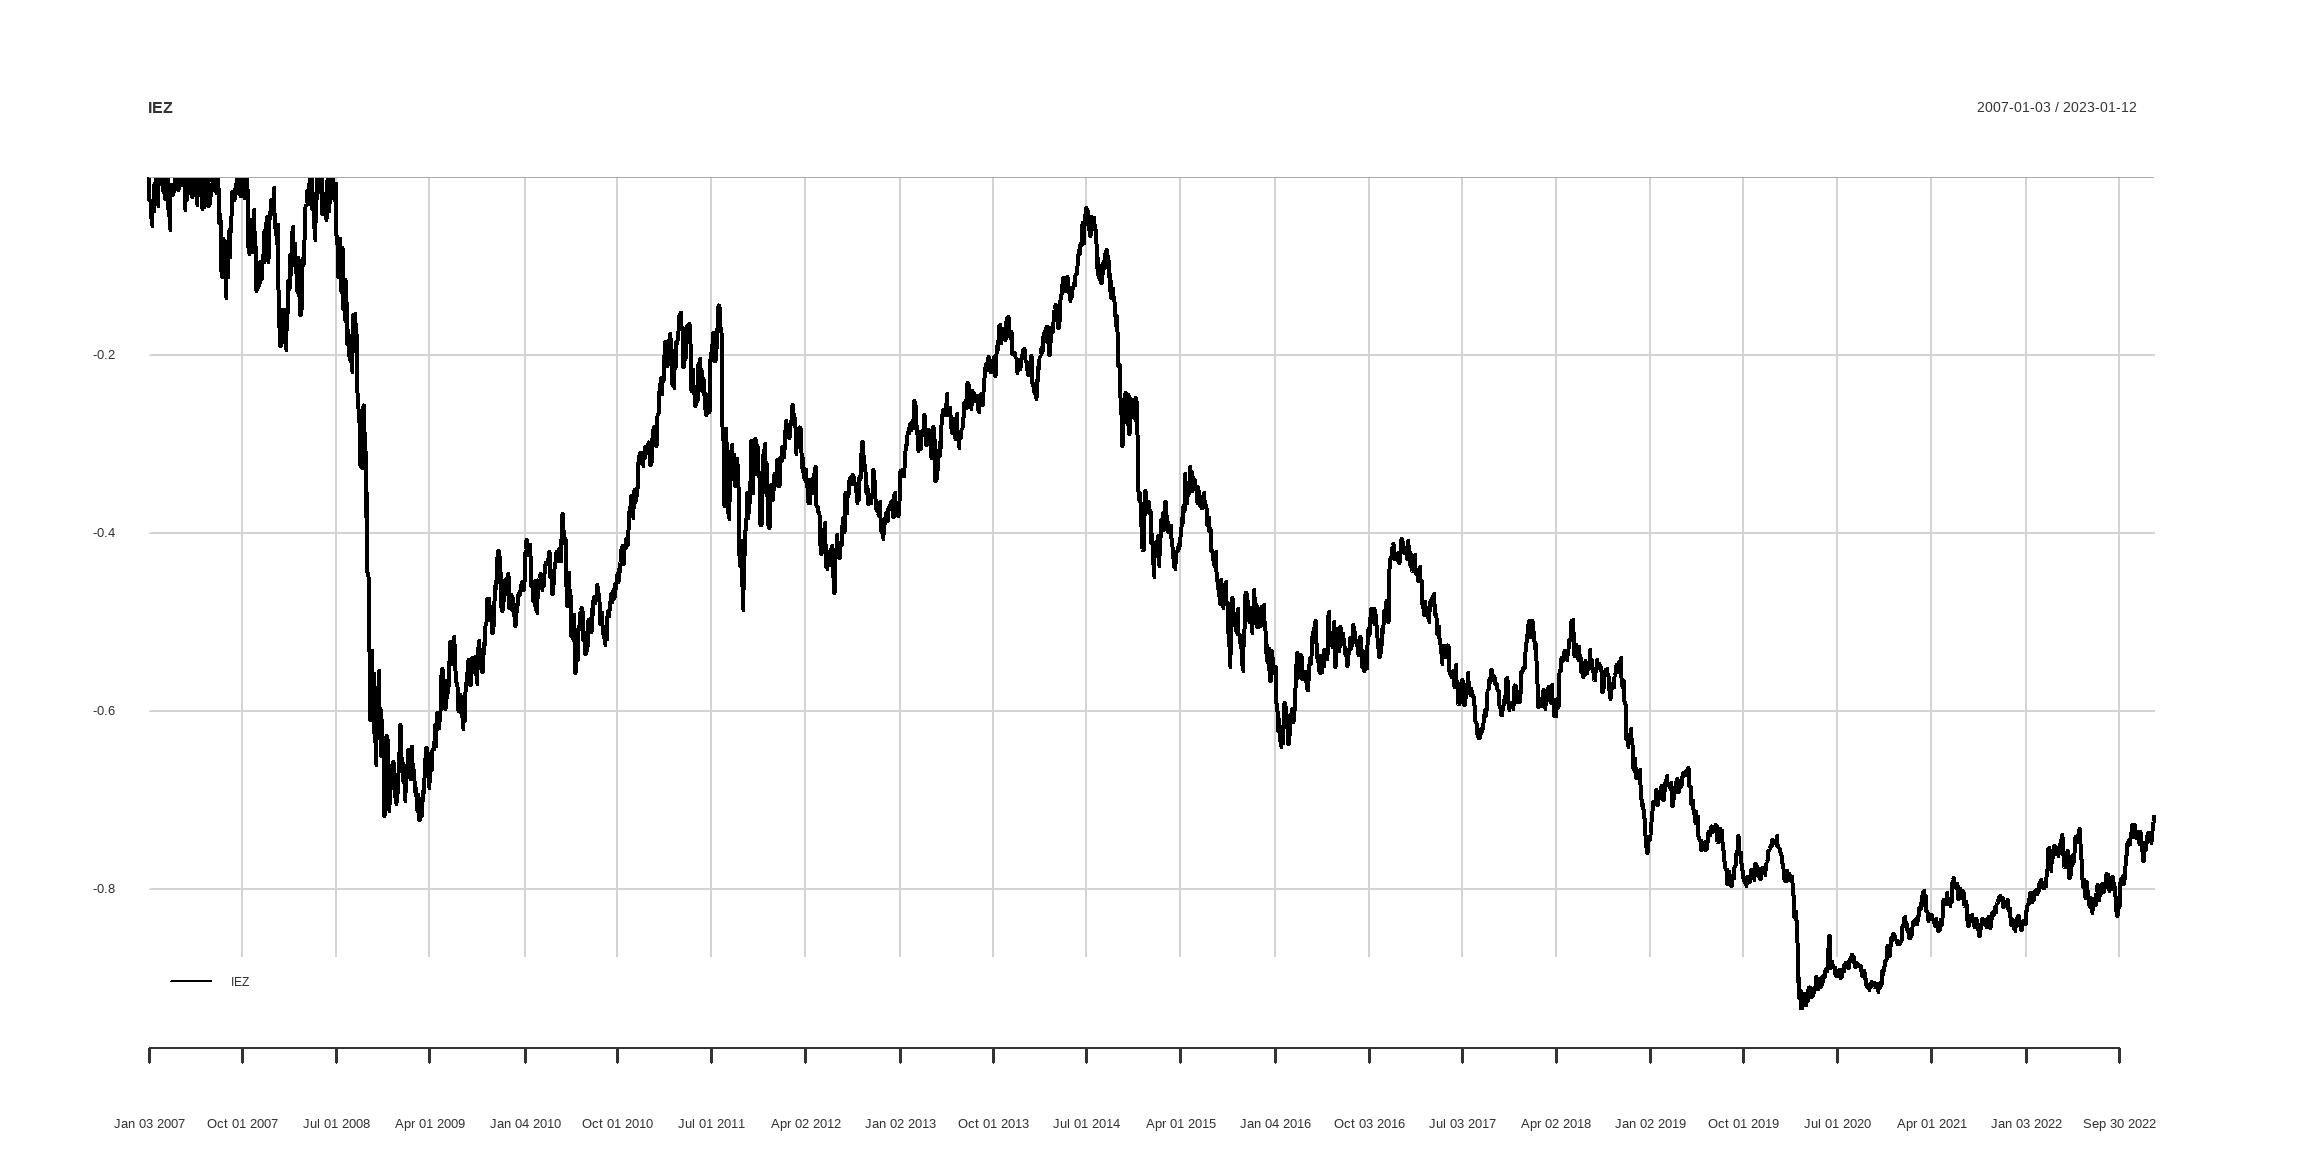 IEZ
2007-01-03 / 2023-01-12
-0.2
-0.4
-0.6
-0.8
IEZ
Jan 03 2007 Oct 01 2007 Jul 01 2008 Apr 01 2009 Jan 04 2010 Oct 01 2010 Jul 01 2011 Apr 02 2012 Jan 02 2013 Oct 01 2013 Jul 01 2014 Apr 01 2015 Jan 04 2016 Oct 03 2016 Jul 03 2017 Apr 02 2018 Jan 02 2019 Oct 01 2019 Jul 01 2020 Apr 01 2021 Jan 03 2022 Sep 30 2022